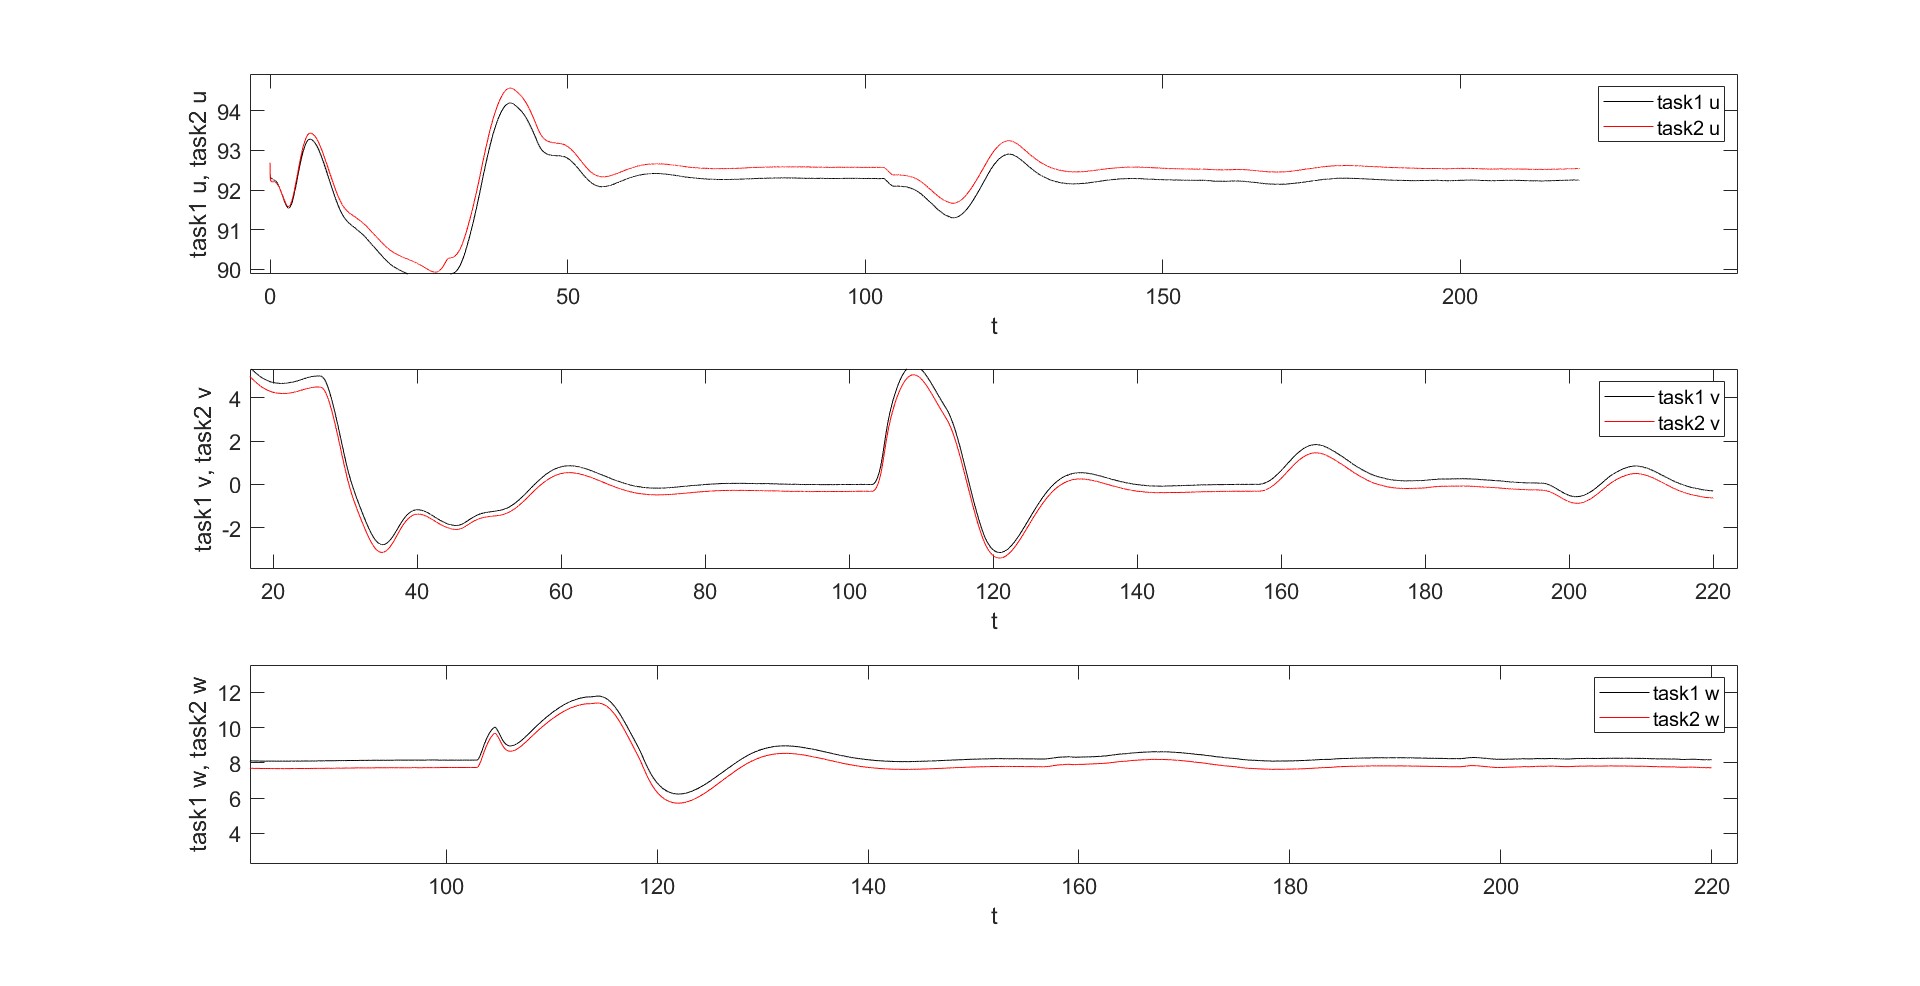 task1 u, task2 u
94
93
92
91
90
0 50 100 150 200
t
task1 u
task2 u
task1 v, task2 v
4
2
0
-2
20 40 60 80 100 120 140 160 180 200 220
t
task1 v
task2 v
task1 w, task2 w
12
10
8
6
4
100 120 140 160 180 200 220
t
task1 w
task2 w